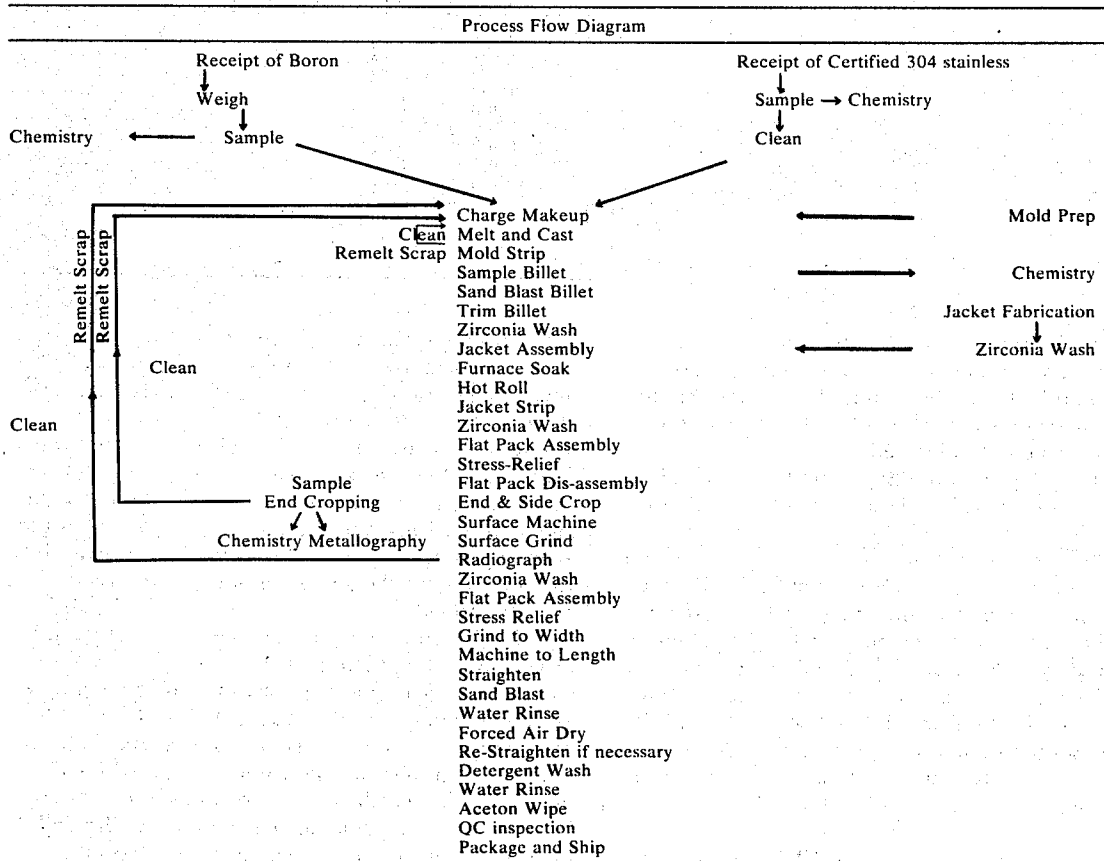 Process Flow Diagram
Receipt of Boron
Receipt of Certified 304 stainless
Weigh
Sample
Chemistry
Chemistry
Sample
Clean
Charge Makeup
Mold Prep
Clean
Melt and Cast
Remelt Scrap
Mold Strip
Remelt Scrap
Remelt Scrap
Sample Billet
Chemistry
Sand Blast Billet
Trim Billet
Jacket Fabrication
Zirconia Wash
Jacket Assembly
Zirconia Wash
Clean
Furnace Soak
Hot Roll
Jacket Strip
Clean
Zirconia Wash
Flat Pack Assembly
Stress-Relief
Sample
Flat Pack Dis-assembly
End Cropping
End & Side Crop
Surface Machine
Chemistry Metallography
Surface Grind
Radiograph
Zirconia Wash
Flat Pack Assembly
Stress Relief
Grind to Width
Machine to Length
Straighten
Sand Blast
Water Rinse
Forced Air Dry
Re-Straighten if necessary
Detergent Wash
Water Rinse
Aceton Wipe
QC inspection
Package and Ship